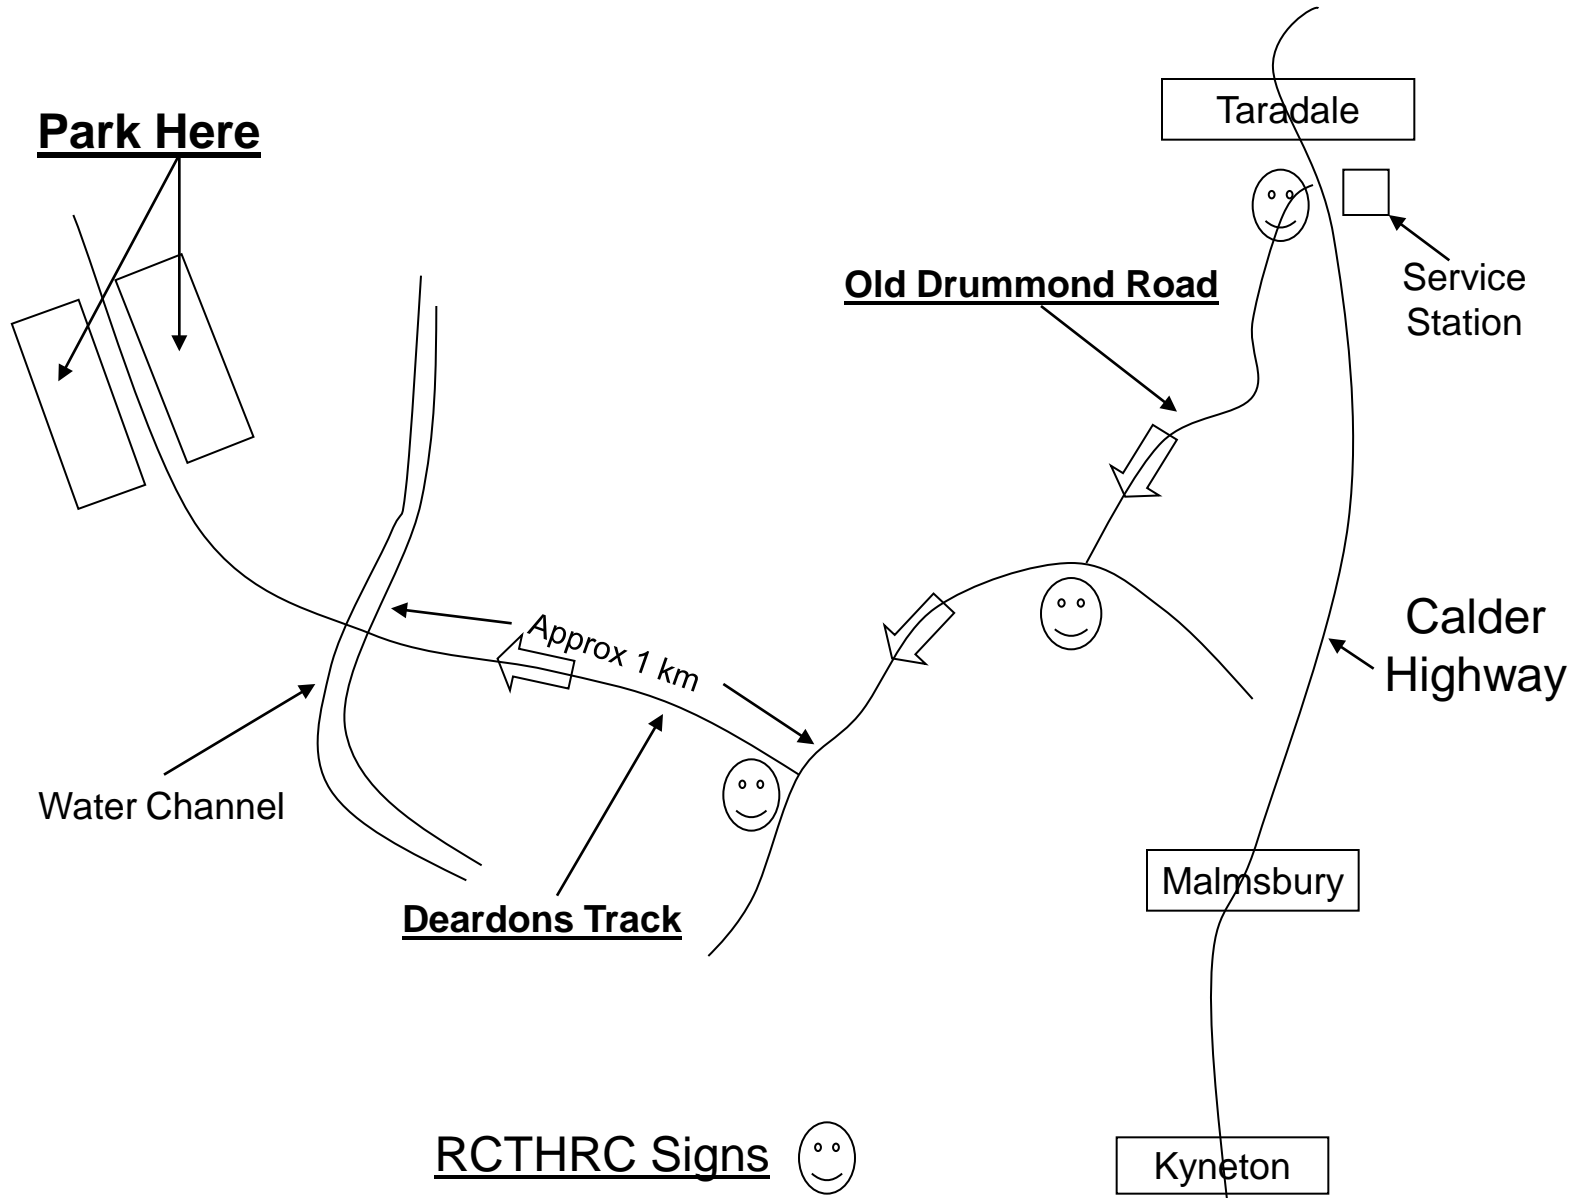 Taradale
Park Here
Service
Station
Old Drummond Road
Calder
Highway
Approx 1 km
Water Channel
Malmsbury
Deardons Track
RCTHRC Signs
Kyneton